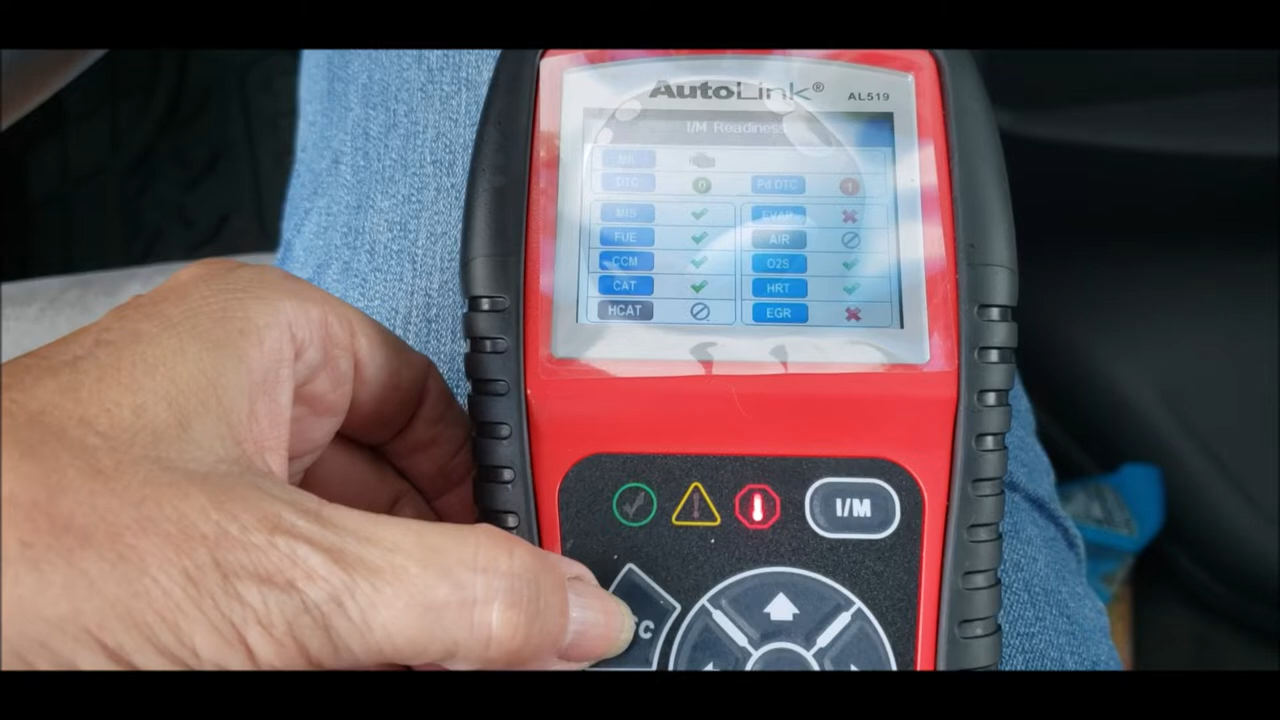 AutoLink®
AL519
I/M Readiness
MIL
DTC 0 Pd DTC 1
MIS EVAP
FUE AIR
CCM O2S
CAT HRT
HCAT EGR
I/M
SC